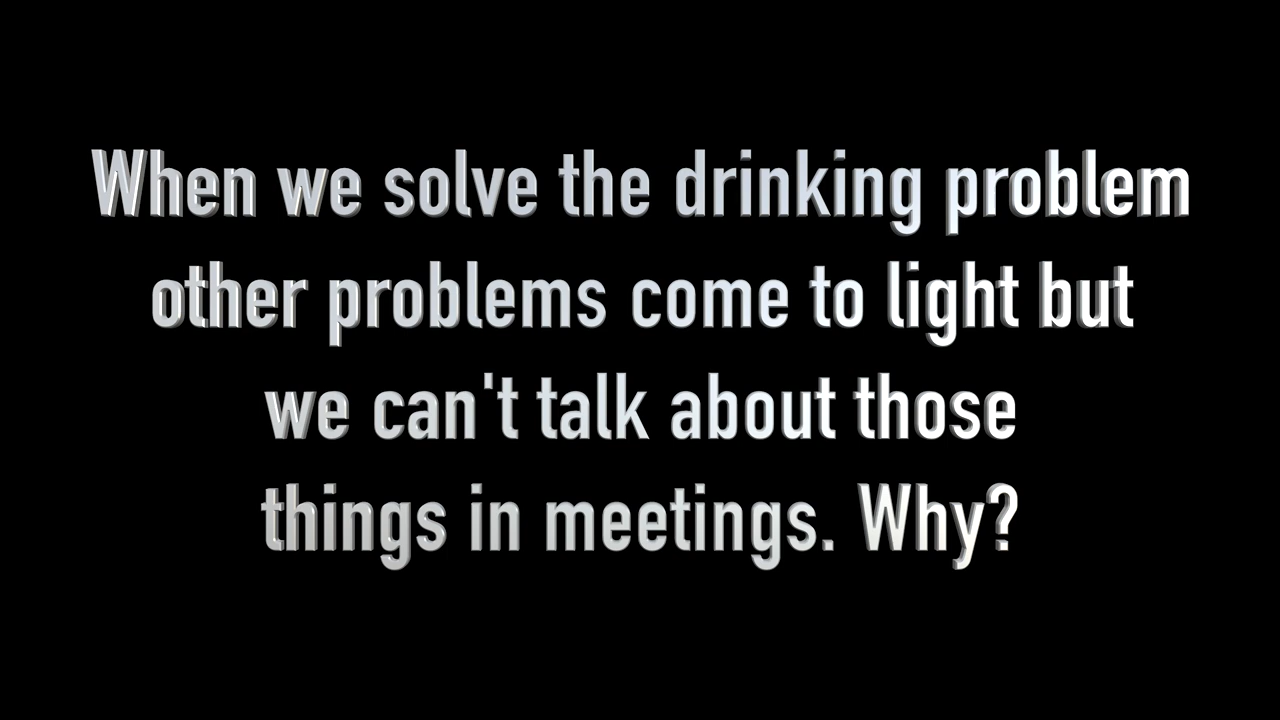 When we solve the drinking problem
other problems come to light but
we can't talk about those
things in meetings. Why?